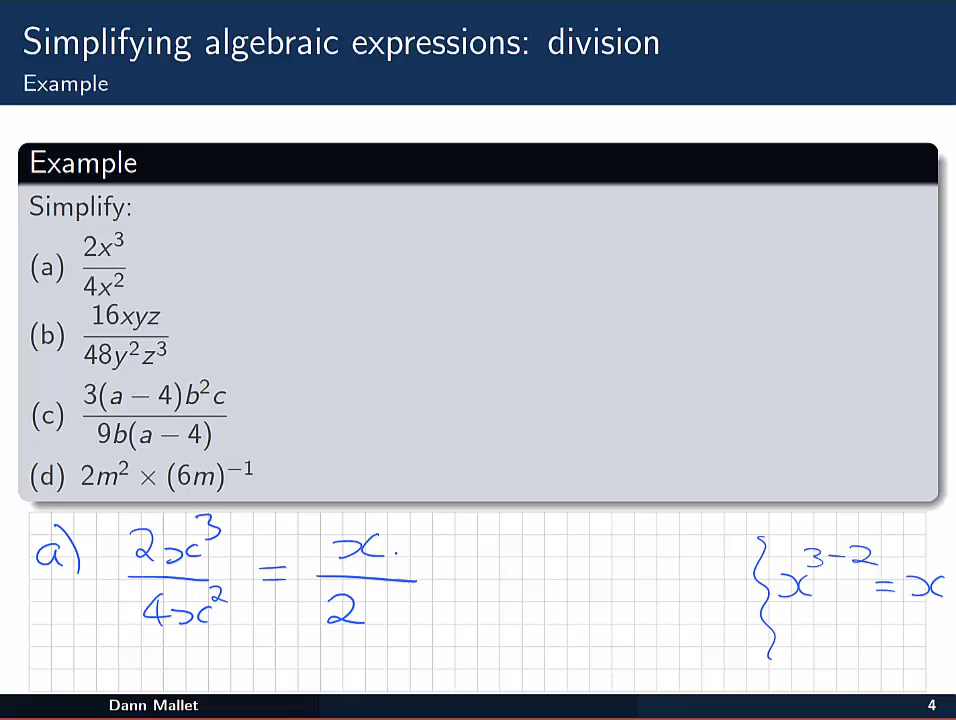 Simplifying algebraic expressions: division
Example
Example
Simplify:
(a) 2x³/4x²
(b) 16xyz/48y²z³
(c) 3(a − 4)b²c/9b(a − 4)
(d) 2m² × (6m)⁻¹
a) 2x³/4x² = x/2 { x³⁻² = x
Dann Mallet 4